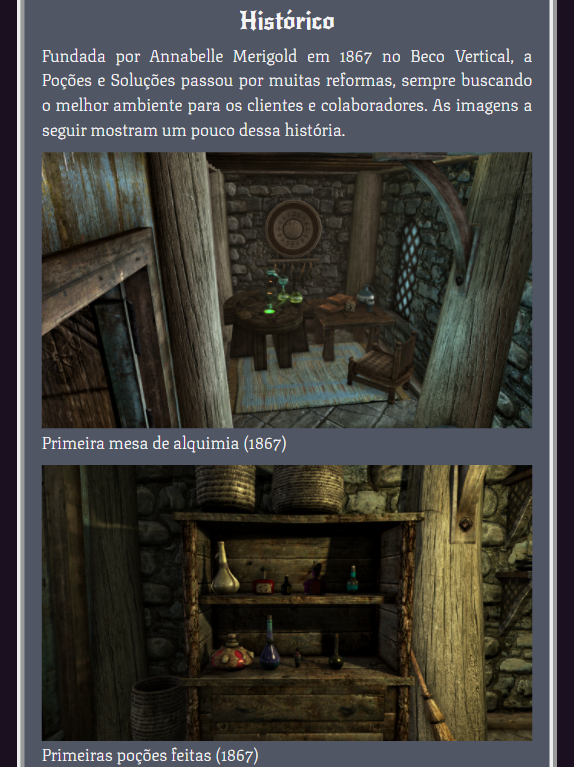 Histórico
Fundada por Annabelle Merigold em 1867 no Beco Vertical, a
Poções e Soluções passou por muitas reformas, sempre buscando
o melhor ambiente para os clientes e colaboradores. As imagens a
seguir mostram um pouco dessa história.
Primeira mesa de alquimia (1867)
Primeiras poções feitas (1867)